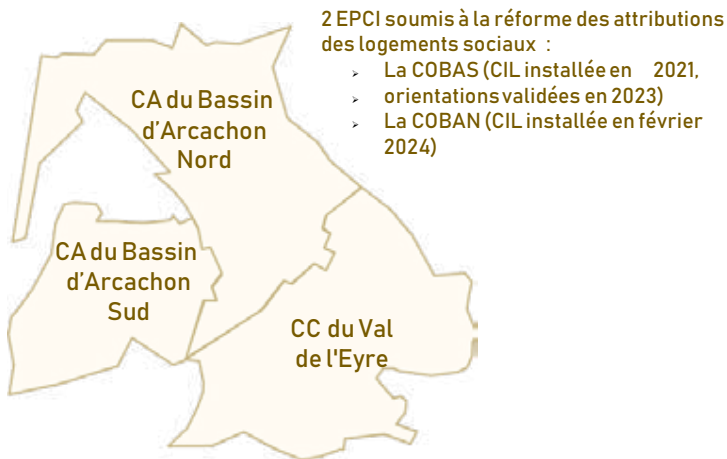 2 EPCI soumis à la réforme des attributions
des logements sociaux :
➢ La COBAS (CIL installée en 2021,
➢ orientations validées en 2023)
➢ La COBAN (CIL installée en février
2024)
CA du Bassin
d'Arcachon
Nord
CA du Bassin
d'Arcachon
Sud
CC du Val
de l'Eyre